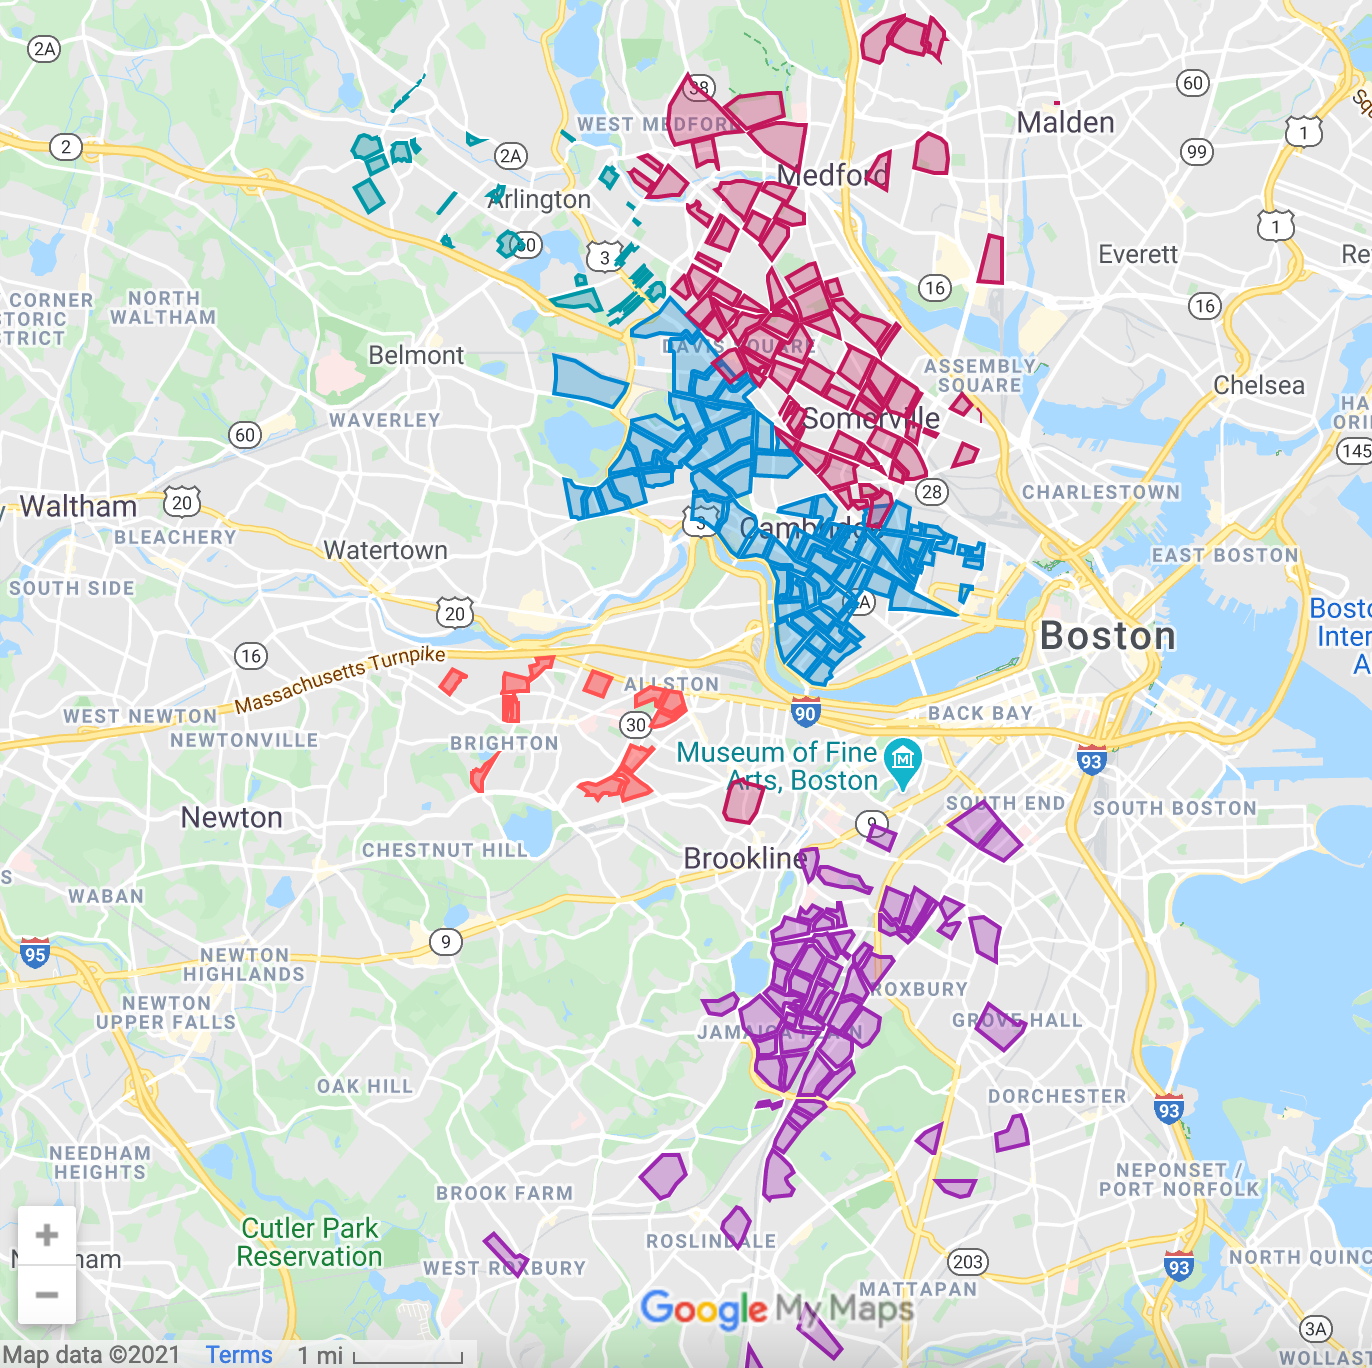 2A
38
60
Malden
WEST MEDFORD
1
2
2A
99
Medford
Arlington
1
60
3
Everett
Re
CORNER
STORIC
STRICT
NORTH
WALTHAM
16
16
Belmont
DAVIS SQUARE
ASSEMBLY
SQUARE
Chelsea
WAVERLEY
Somerville
HA
ORI
60
145
Waltham
20
28
CHARLESTOWN
BLEACHERY
3
Cambridge
Watertown
EAST BOSTON
SOUTH SIDE
20
A
Bosto
Inter
A
Boston
16
Massachusetts Turnpike
ALLSTON
WEST NEWTON
30
90
BACK BAY
NEWTONVILLE
BRIGHTON
Museum of Fine
Arts, Boston
93
Newton
9
SOUTH END
SOUTH BOSTON
CHESTNUT HILL
Brookline
S
WABAN
9
95
NEWTON
HIGHLANDS
ROXBURY
NEWTON
UPPER FALLS
JAMAICA PLAIN
GROVE HALL
OAK HILL
DORCHESTER
93
NEEDHAM
HEIGHTS
NEPONSET /
PORT NORFOLK
BROOK FARM
Cutler Park
Reservation
ROSLINDALE
WEST ROXBURY
203
93
NORTH QUINC
MATTAPAN
Google My Maps
3A
WOLLAST
Map data ©2021 Terms 1 mi